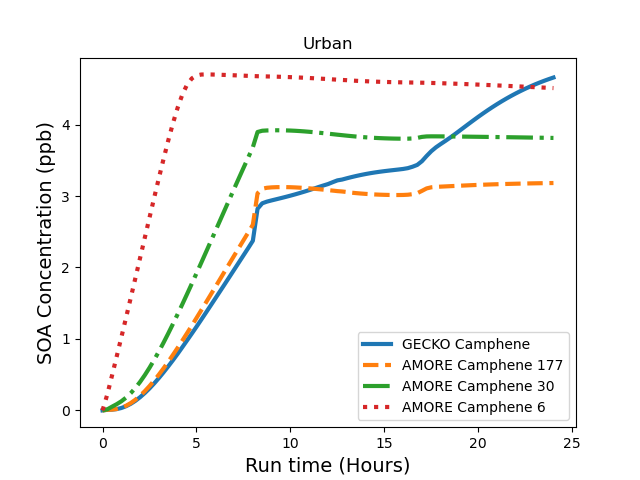 Urban
SOA Concentration (ppb)
4
3
2
1
0
GECKO Camphene
AMORE Camphene 177
AMORE Camphene 30
AMORE Camphene 6
0 5 10 15 20 25
Run time (Hours)